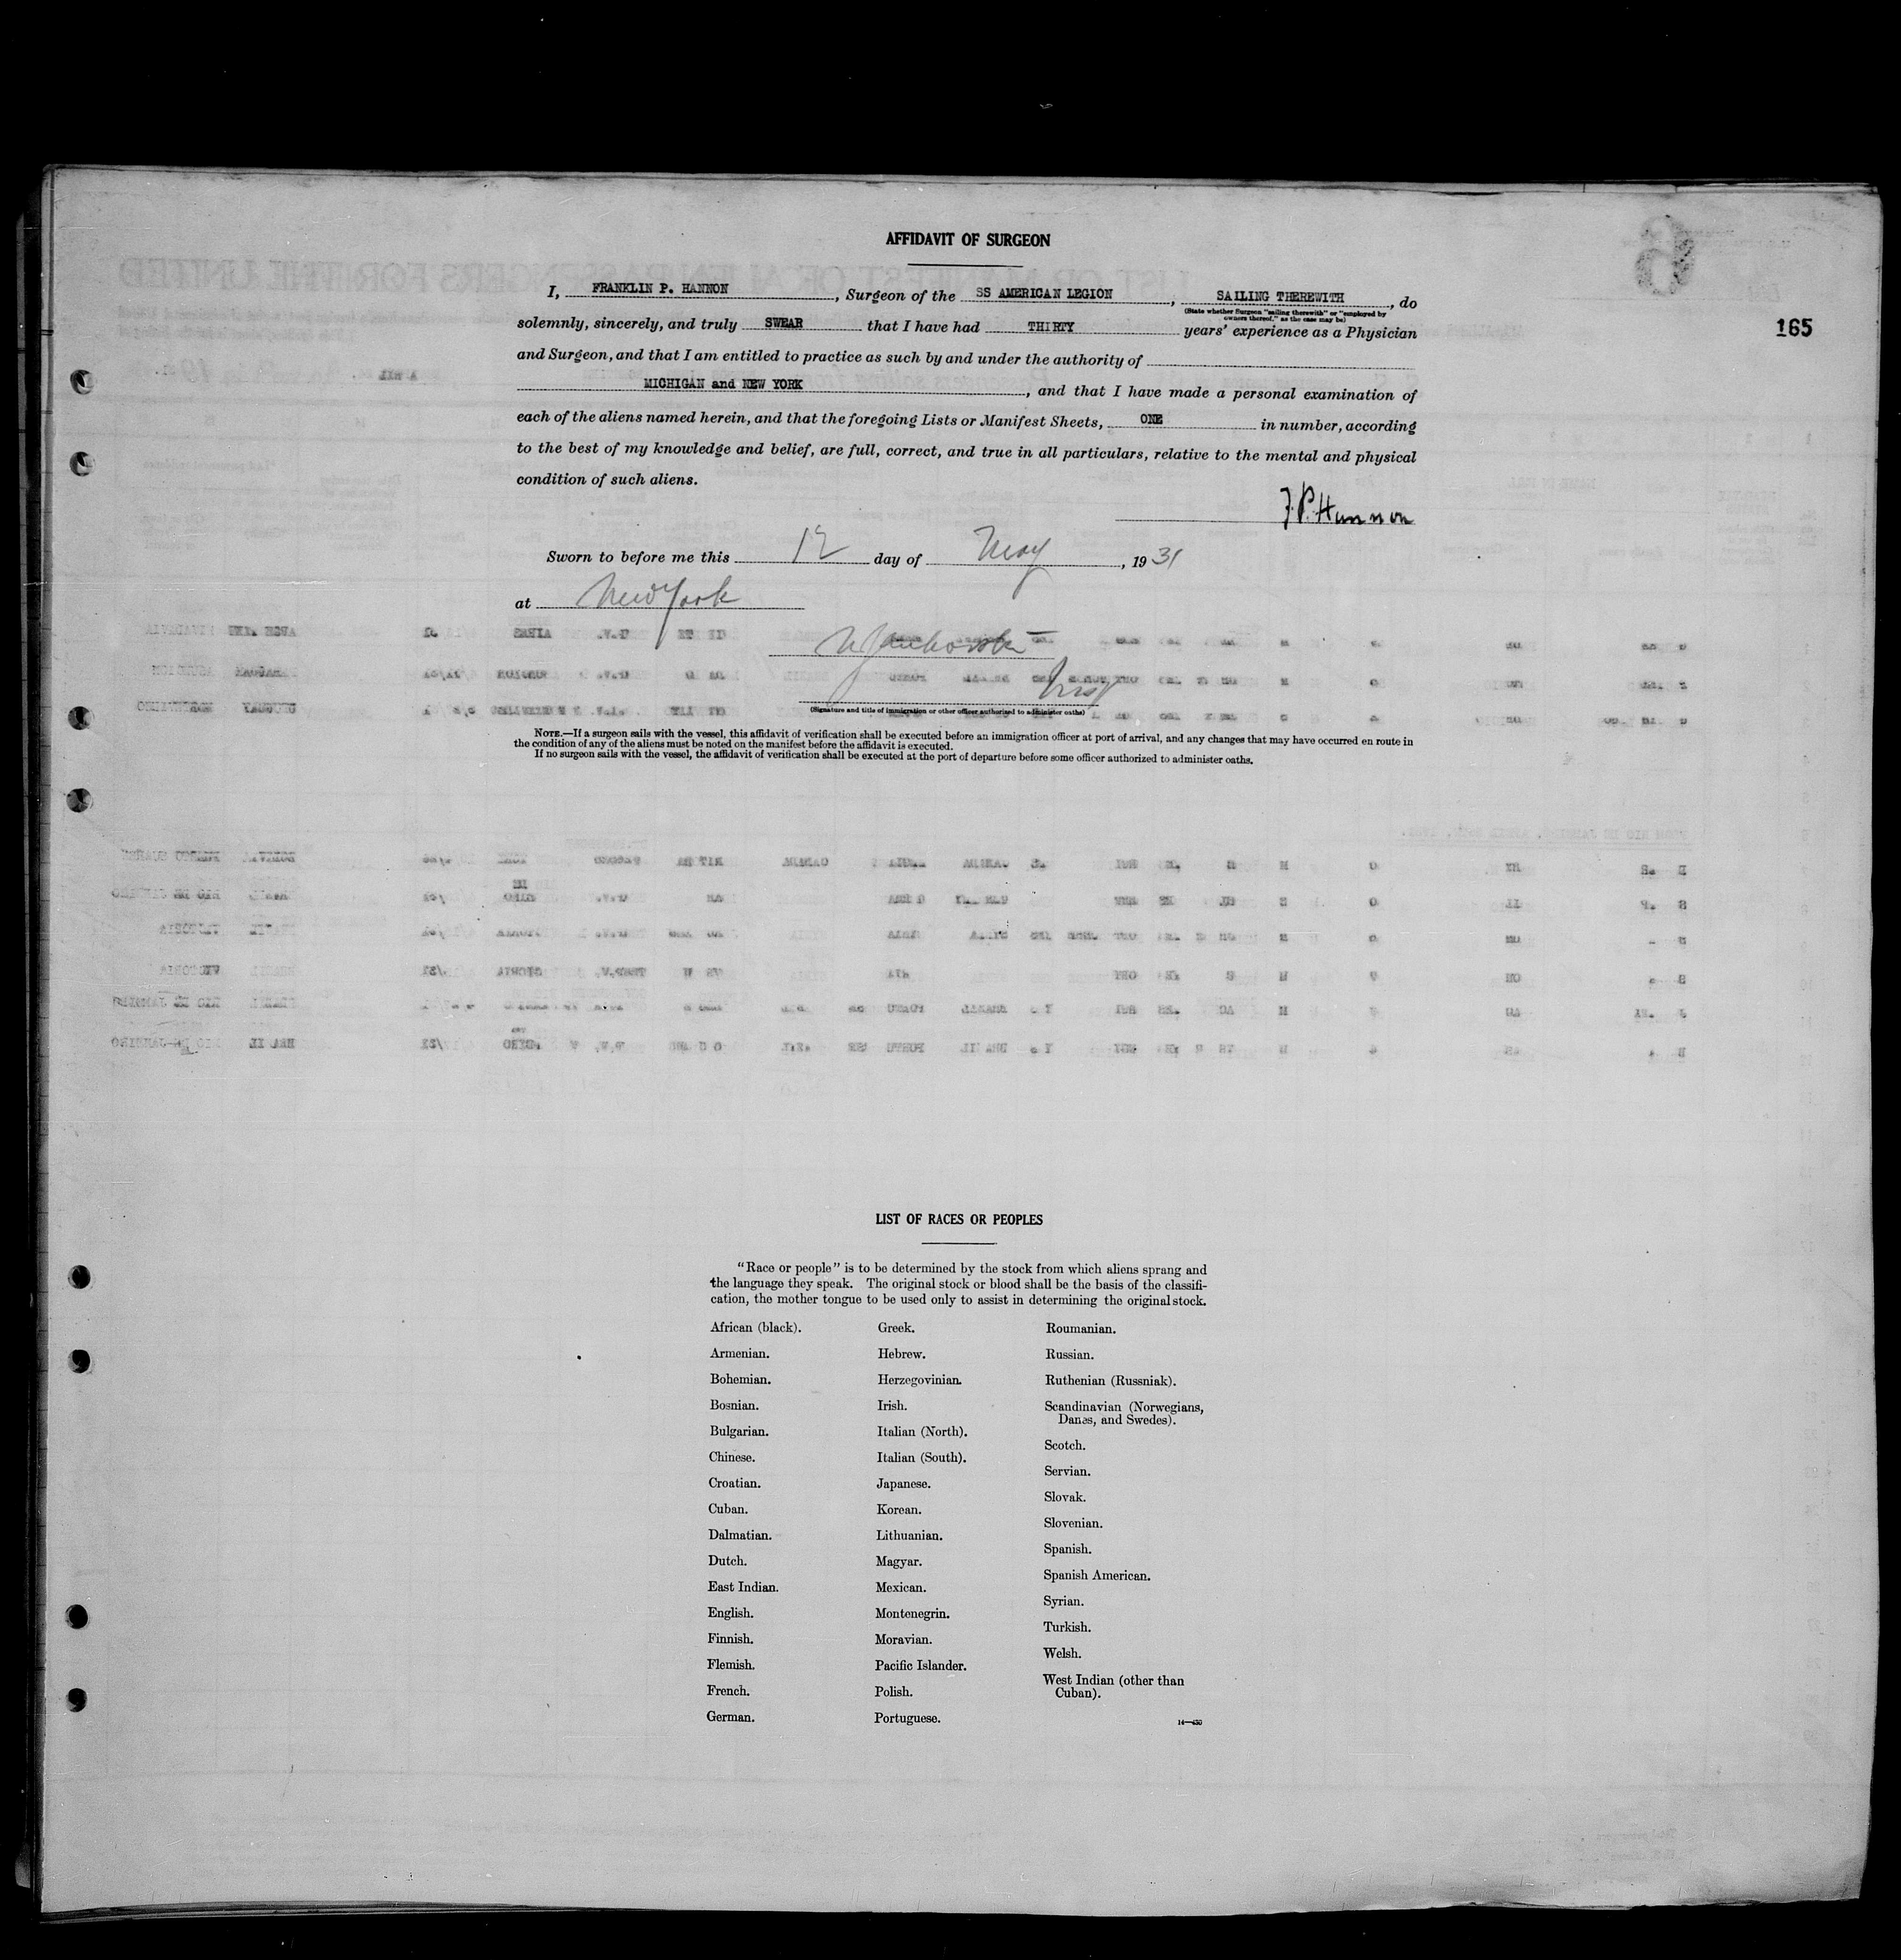 AFFIDAVIT OF SURGEON
I, FRANKLIN P. HANNON, Surgeon of the SS AMERICAN LEGION, SAILING THEREWITH, do
(State whether Surgeon "sailing therewith" or "employed by
owners thereof," as the case may be)
165
solemnly, sincerely, and truly SWEAR that I have had THIRTY years' experience as a Physician
and Surgeon, and that I am entitled to practice as such by and under the authority of
MICHIGAN and NEW YORK, and that I have made a personal examination of
each of the aliens named herein, and that the foregoing Lists or Manifest Sheets, ONE in number, according
to the best of my knowledge and belief, are full, correct, and true in all particulars, relative to the mental and physical
condition of such aliens.
F. P. Hannon
Sworn to before me this 12 day of May, 1931
at New York
(Signature and title of immigration or other officer authorized to administer oaths)
NOTE.—If a surgeon sails with the vessel, this affidavit of verification shall be executed before an immigration officer at port of arrival, and any changes that may have occurred en route in
the condition of any of the aliens must be noted on the manifest before the affidavit is executed.
If no surgeon sails with the vessel, the affidavit of verification shall be executed at the port of departure before some officer authorized to administer oaths.
LIST OF RACES OR PEOPLES
"Race or people" is to be determined by the stock from which aliens sprang and
the language they speak. The original stock or blood shall be the basis of the classifi-
cation, the mother tongue to be used only to assist in determining the original stock.
African (black).
Armenian.
Bohemian.
Bosnian.
Bulgarian.
Chinese.
Croatian.
Cuban.
Dalmatian.
Dutch.
East Indian.
English.
Finnish.
Flemish.
French.
German.
Greek.
Hebrew.
Herzegovinian.
Irish.
Italian (North).
Italian (South).
Japanese.
Korean.
Lithuanian.
Magyar.
Mexican.
Montenegrin.
Moravian.
Pacific Islander.
Polish.
Portuguese.
Roumanian.
Russian.
Ruthenian (Russniak).
Scandinavian (Norwegians,
Danes, and Swedes).
Scotch.
Servian.
Slovak.
Slovenian.
Spanish.
Spanish American.
Syrian.
Turkish.
Welsh.
West Indian (other than
Cuban).
14—430